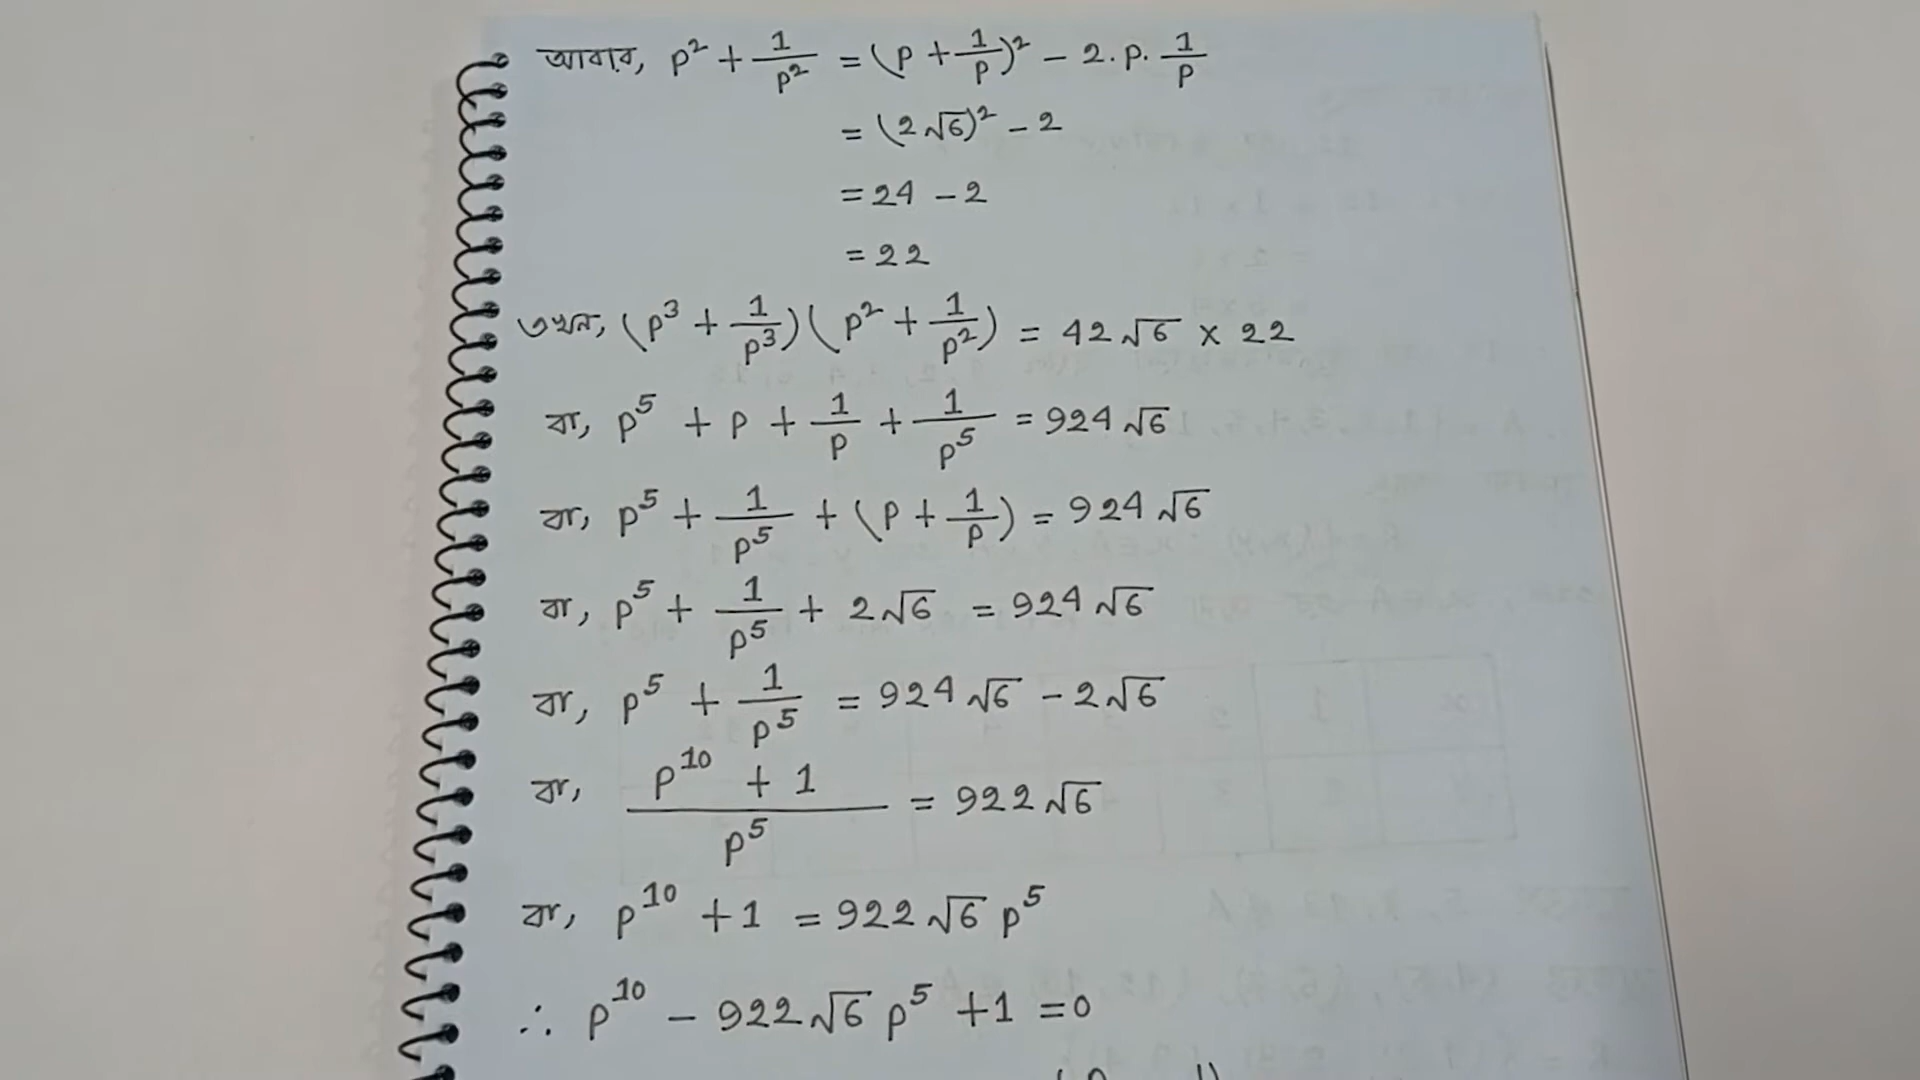 আবার, p² + 1/p² = (p + 1/p)² - 2.p. 1/p
= (2√6)² - 2
= 24 - 2
= 22
তখন, (p³ + 1/p³)(p² + 1/p²) = 42√6 × 22
বা, p⁵ + p + 1/p + 1/p⁵ = 924√6
বা, p⁵ + 1/p⁵ + (p + 1/p) = 924√6
বা, p⁵ + 1/p⁵ + 2√6 = 924√6
বা, p⁵ + 1/p⁵ = 924√6 - 2√6
বা, (p¹⁰ + 1)/p⁵ = 922√6
বা, p¹⁰ + 1 = 922√6 p⁵
∴ p¹⁰ - 922√6 p⁵ + 1 = 0